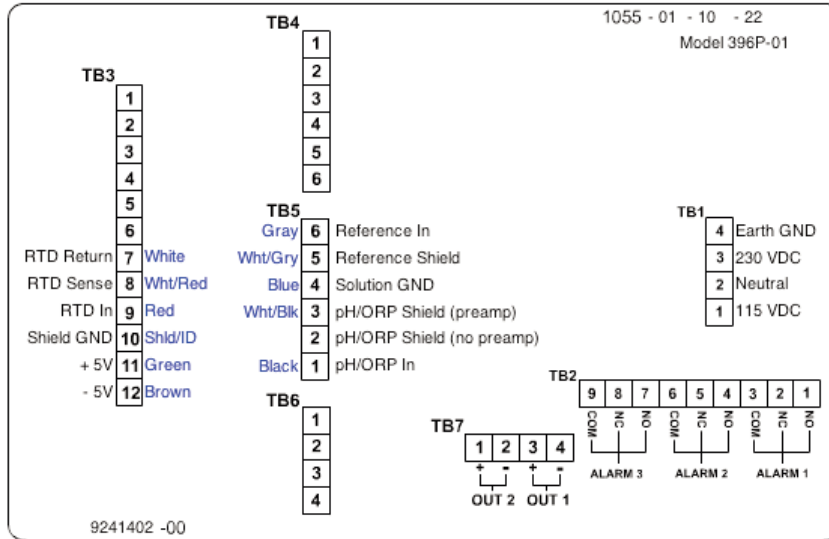 1055 - 01 - 10 - 22
Model 396P-01
TB4
1
2
3
4
5
6
TB3
1
2
3
4
5
6
RTD Return 7 White
RTD Sense 8 Wht/Red
RTD In 9 Red
Shield GND 10 Shld/ID
+ 5V 11 Green
- 5V 12 Brown
TB5
Gray 6 Reference In
Wht/Gry 5 Reference Shield
Blue 4 Solution GND
Wht/Blk 3 pH/ORP Shield (preamp)
2 pH/ORP Shield (no preamp)
Black 1 pH/ORP In
TB1
4 Earth GND
3 230 VDC
2 Neutral
1 115 VDC
TB6
1
2
3
4
TB7
1 2 3 4
+ - + -
OUT 2 OUT 1
TB2
9 8 7 6 5 4 3 2 1
COM NC NO COM NC NO COM NC NO
ALARM 3 ALARM 2 ALARM 1
9241402 -00